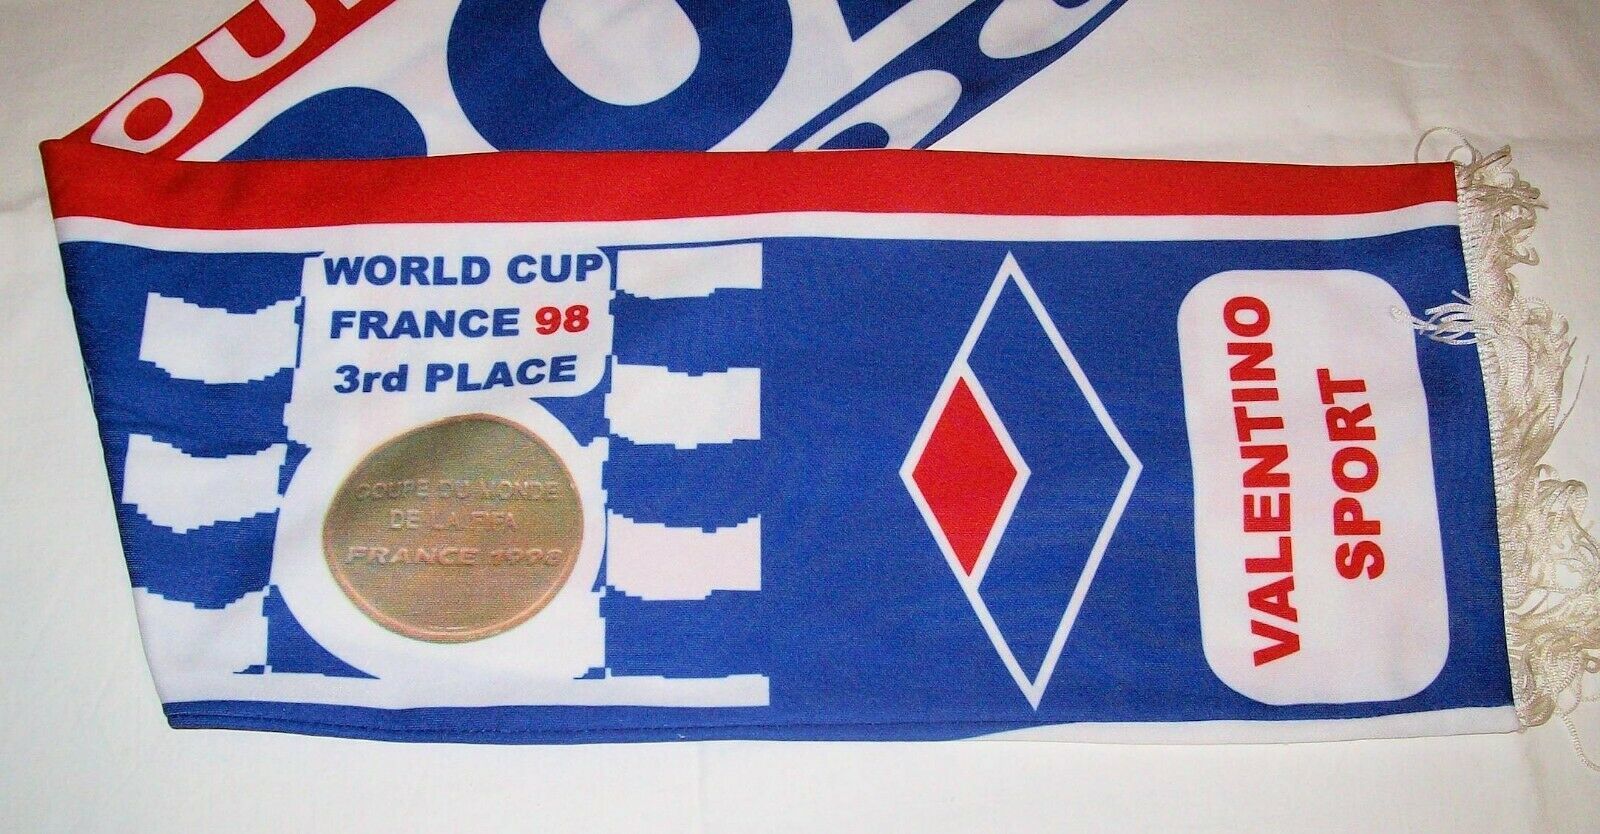 WORLD CUP
FRANCE 98
3rd PLACE
COUPE DU MONDE
DE LA FIFA
FRANCE 1998
VALENTINO
SPORT